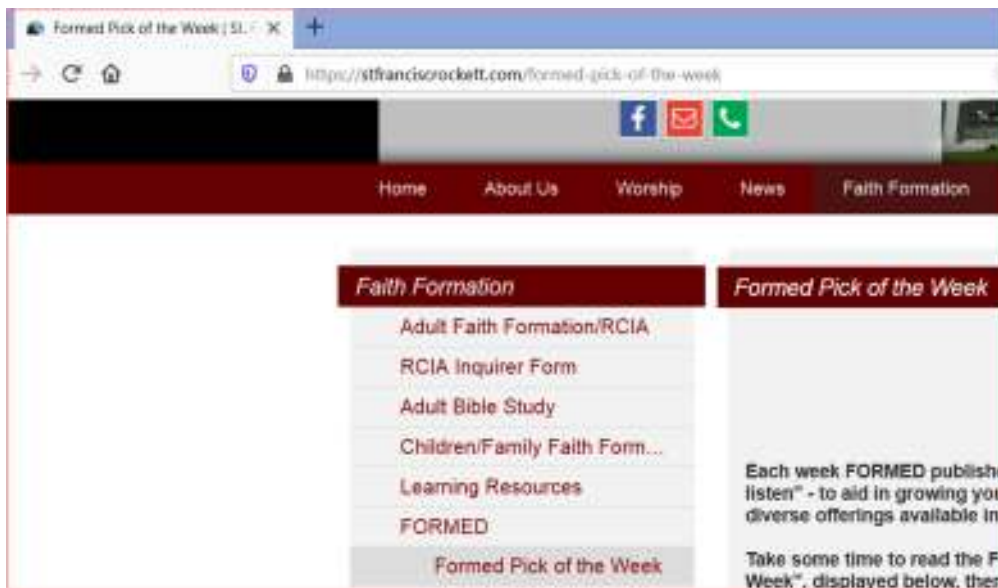 Formed Pick of the Week | St. F
https://stfranciscrockett.com/formed-pick-of-the-week
Home About Us Worship News Faith Formation
Faith Formation
Adult Faith Formation/RCIA
RCIA Inquirer Form
Adult Bible Study
Children/Family Faith Form...
Learning Resources
FORMED
Formed Pick of the Week
Formed Pick of the Week
Each week FORMED publishe
listen" - to aid in growing you
diverse offerings available in
Take some time to read the F
Week", displayed below, the